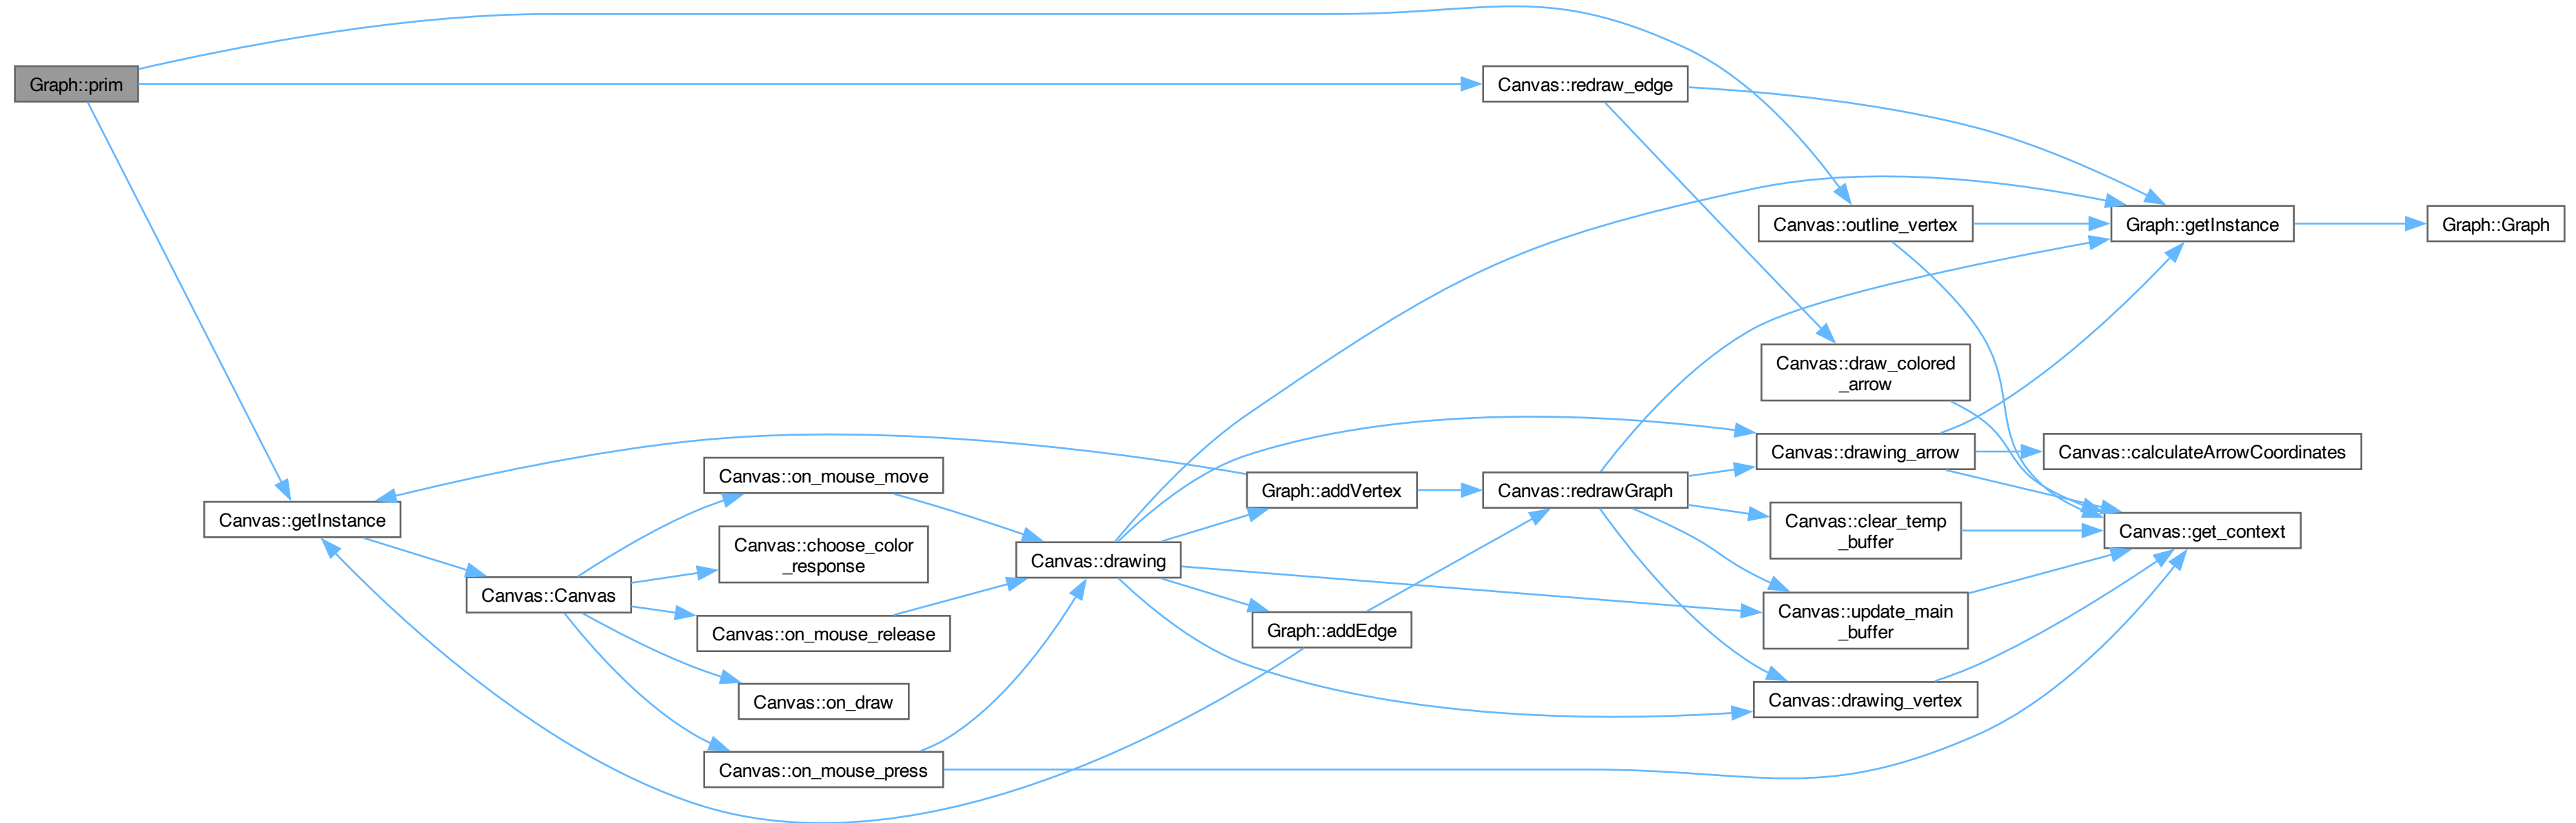 Graph::prim
Canvas::redraw_edge
Canvas::outline_vertex
Graph::getInstance
Graph::Graph
Canvas::draw_colored
_arrow
Canvas::drawing_arrow
Canvas::calculateArrowCoordinates
Canvas::on_mouse_move
Graph::addVertex
Canvas::redrawGraph
Canvas::getInstance
Canvas::clear_temp
_buffer
Canvas::get_context
Canvas::choose_color
_response
Canvas::drawing
Canvas::Canvas
Canvas::update_main
_buffer
Canvas::on_mouse_release
Graph::addEdge
Canvas::on_draw
Canvas::drawing_vertex
Canvas::on_mouse_press